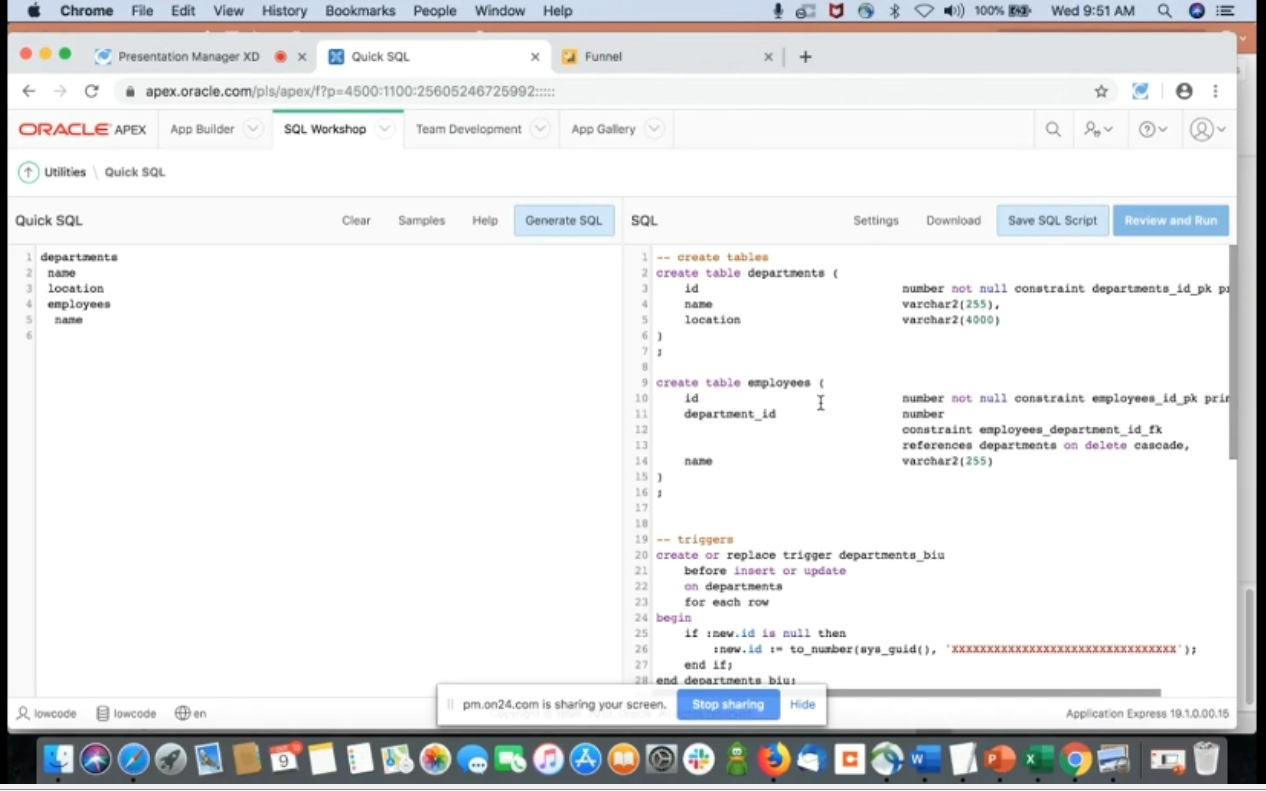 Chrome File Edit View History Bookmarks People Window Help 100% Wed 9:51 AM
Presentation Manager XD Quick SQL Funnel
apex.oracle.com/pls/apex/f?p=4500:1100:25605246725992:::::
ORACLE APEX App Builder SQL Workshop Team Development App Gallery
Utilities \ Quick SQL
Quick SQL Clear Samples Help Generate SQL SQL Settings Download Save SQL Script Review and Run
1 departments
2 name
3 location
4 employees
5 name
6
1 -- create tables
2 create table departments (
3 id number not null constraint departments_id_pk
4 name varchar2(255),
5 location varchar2(4000)
6 )
7 ;
8
9 create table employees (
10 id number not null constraint employees_id_pk
11 department_id number
12 constraint employees_department_id_fk
13 references departments on delete cascade,
14 name varchar2(255)
15 )
16 ;
17
18
19 -- triggers
20 create or replace trigger departments_biu
21 before insert or update
22 on departments
23 for each row
24 begin
25 if :new.id is null then
26 :new.id := to_number(sys_guid(), 'XXXXXXXXXXXXXXXXXXXXXXXXXXXXXXXX');
27 end if;
28 end departments_biu;
pm.on24.com is sharing your screen. Stop sharing Hide
lowcode lowcode en Application Express 19.1.0.00.15
9